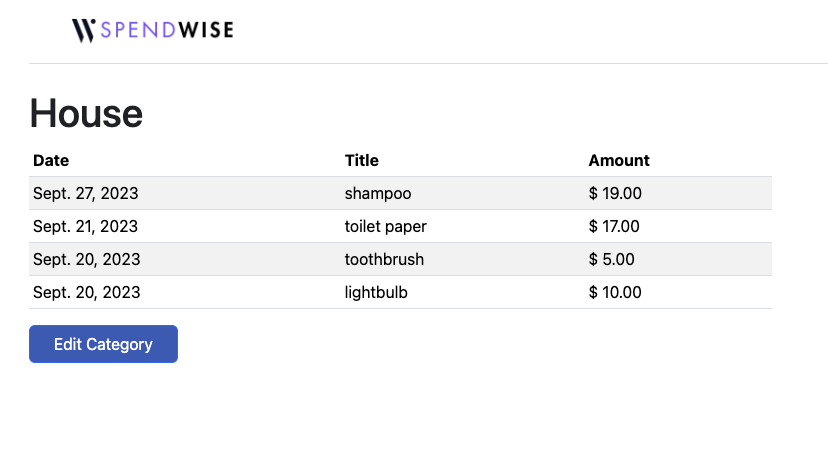 SPENDWISE
House
Date Title Amount
Sept. 27, 2023 shampoo $ 19.00
Sept. 21, 2023 toilet paper $ 17.00
Sept. 20, 2023 toothbrush $ 5.00
Sept. 20, 2023 lightbulb $ 10.00
Edit Category